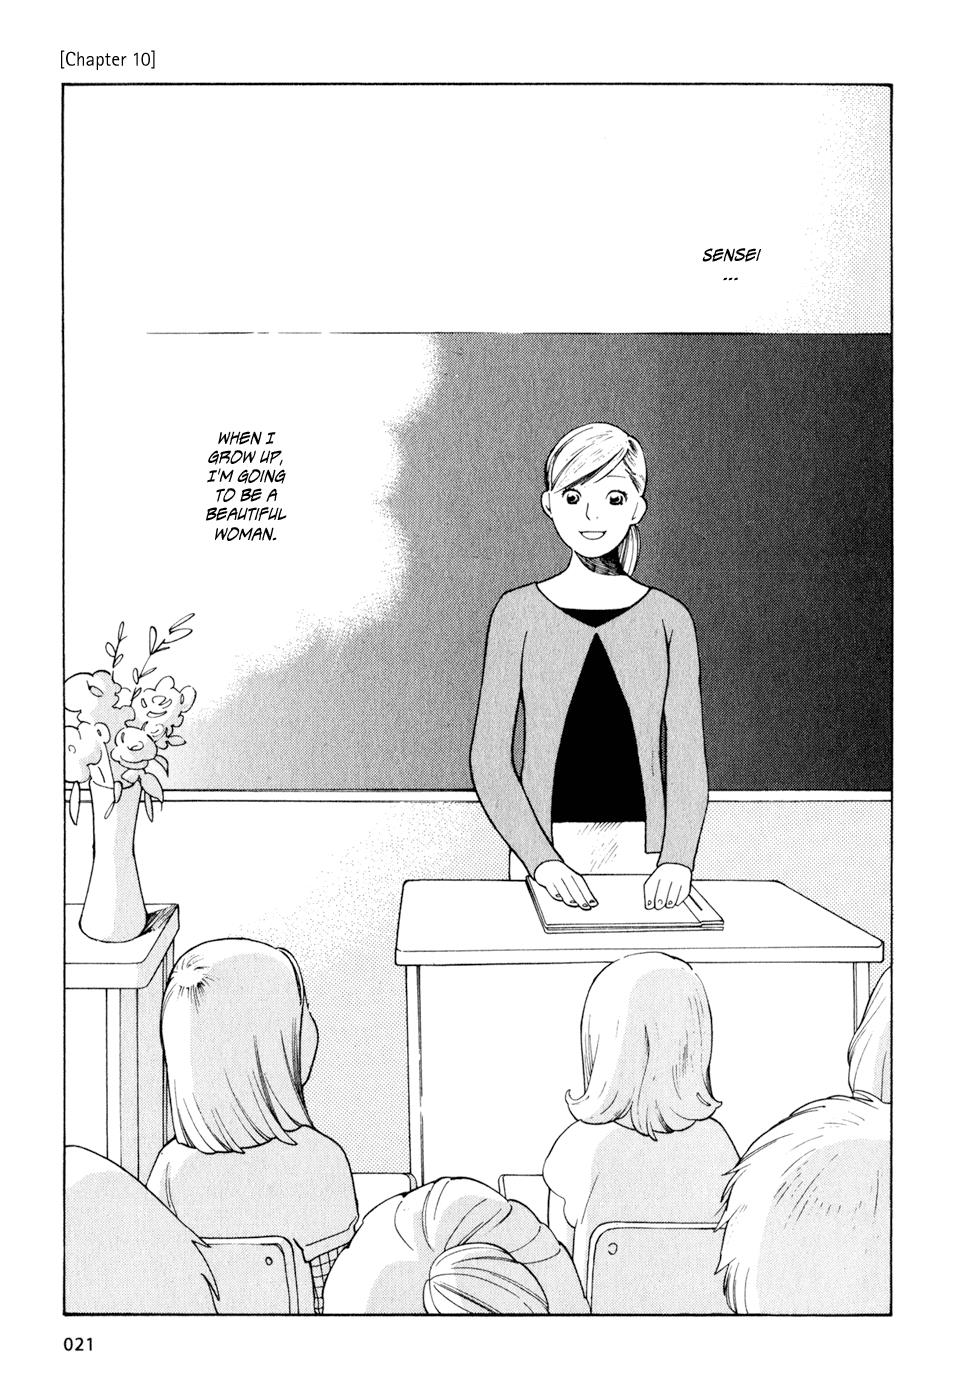 [Chapter 10]
SENSEI
...
WHEN I
GROW UP,
I'M GOING
TO BE A
BEAUTIFUL
WOMAN.
021